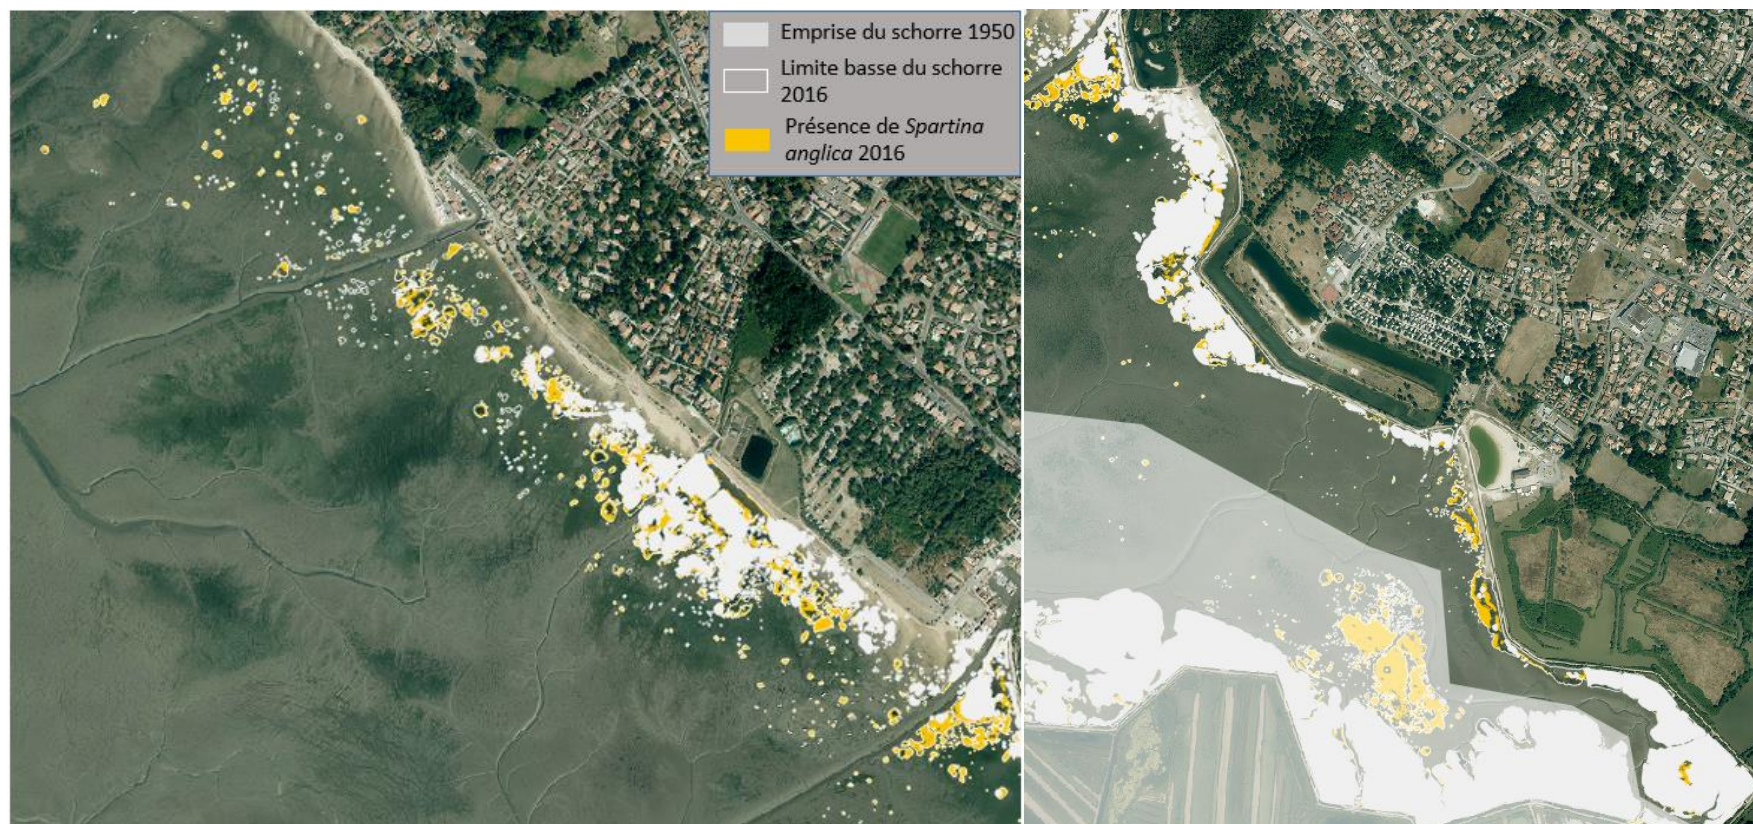 Emprise du schorre 1950
Limite basse du schorre
2016
Présence de Spartina
anglica 2016